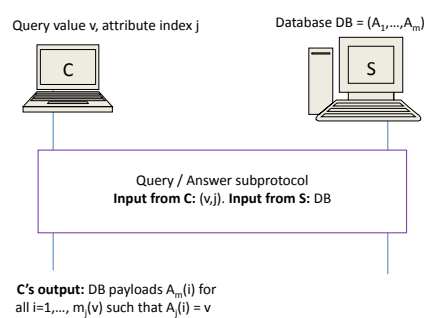 Query value v, attribute index j
Database DB = (A₁,…,Aₘ)
C
S
Query / Answer subprotocol
Input from C: (v,j). Input from S: DB
C's output: DB payloads Aₘ(i) for
all i=1,…, mⱼ(v) such that Aⱼ(i) = v